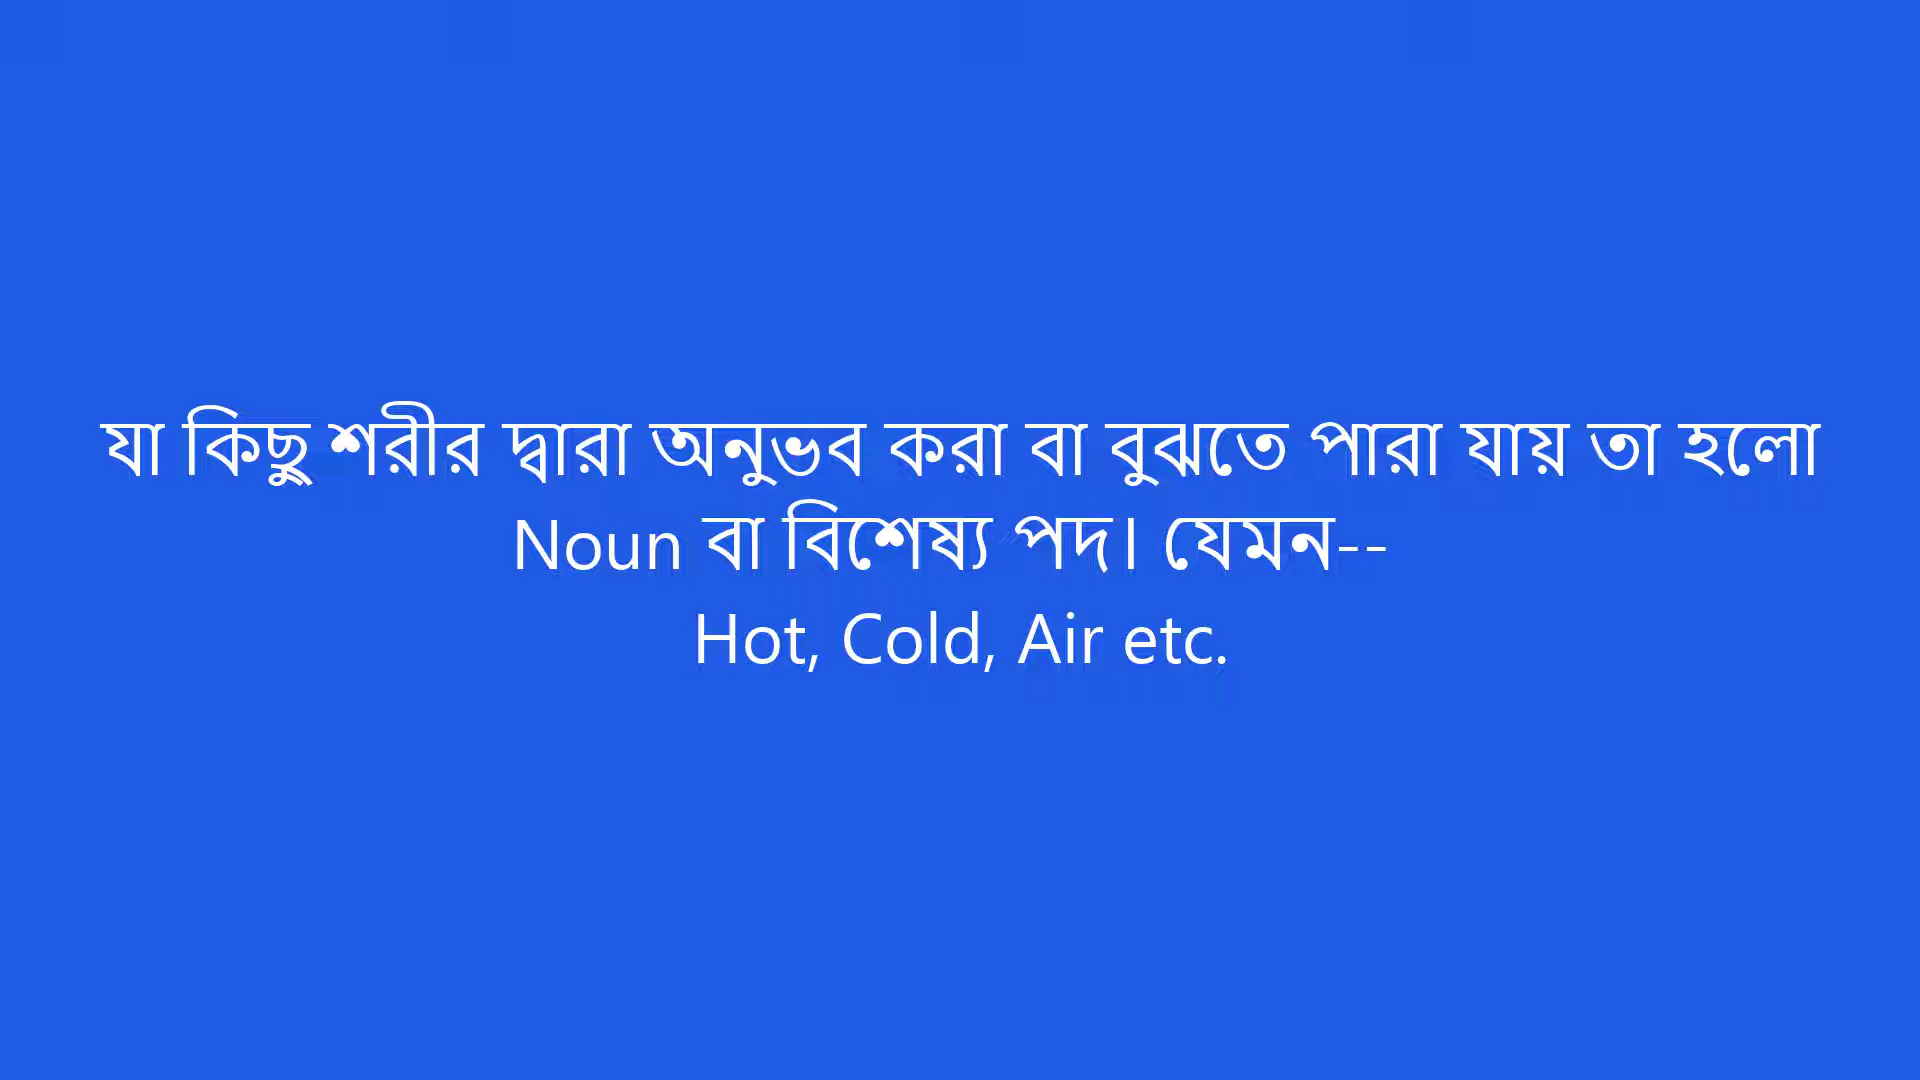 যা কিছু শরীর দ্বারা অনুভব করা বা বুঝতে পারা যায় তা হলো
Noun বা বিশেষ্য পদ। যেমন--
Hot, Cold, Air etc.